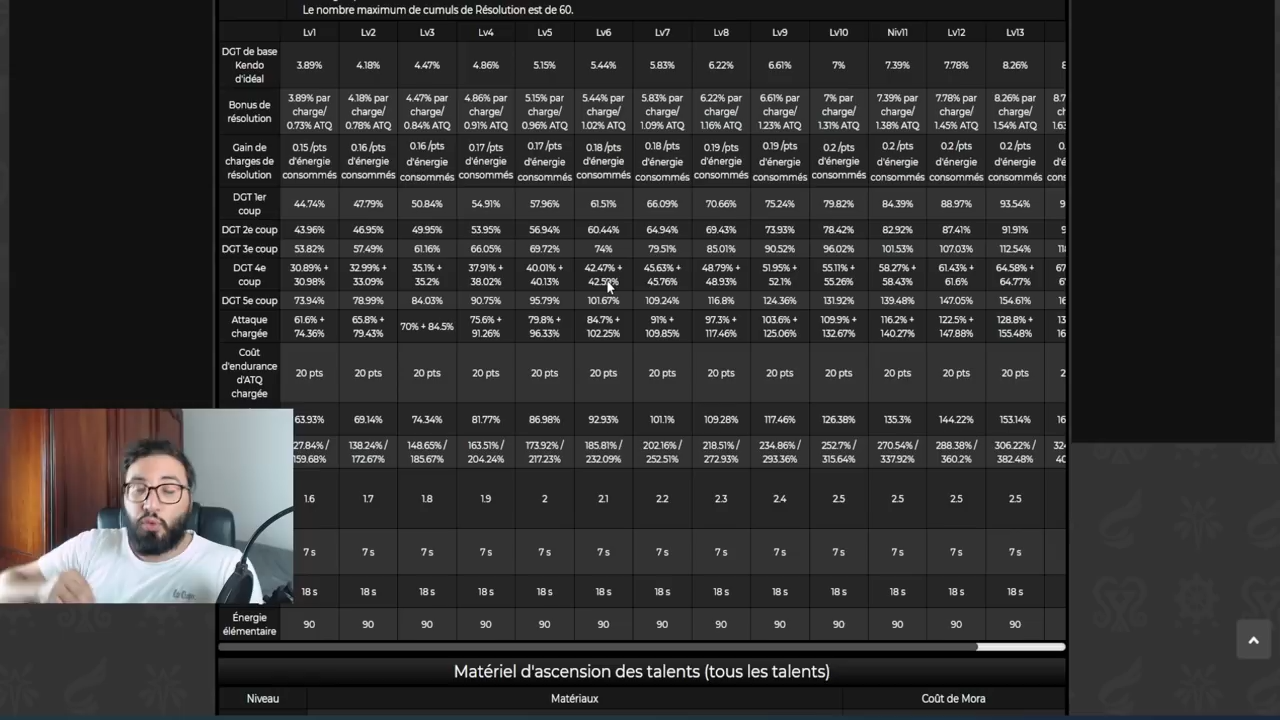 Le nombre maximum de cumuls de Résolution est de 60.
Lv1 Lv2 Lv3 Lv4 Lv5 Lv6 Lv7 Lv8 Lv9 Lv10 Niv11 Lv12 Lv13
DGT de base
Kendo
d'idéal
3.89% 4.18% 4.47% 4.86% 5.15% 5.44% 5.83% 6.22% 6.61% 7% 7.39% 7.78% 8.26% 8
Bonus de
résolution
3.89% par 4.18% par 4.47% par 4.86% par 5.15% par 5.44% par 5.83% par 6.22% par 6.61% par 7% par 7.39% par 7.78% par 8.26% par 8.7
charge/ charge/ charge/ charge/ charge/ charge/ charge/ charge/ charge/ charge/ charge/ charge/ charge/
0.73% ATQ 0.78% ATQ 0.84% ATQ 0.91% ATQ 0.96% ATQ 1.02% ATQ 1.09% ATQ 1.16% ATQ 1.23% ATQ 1.31% ATQ 1.38% ATQ 1.45% ATQ 1.54% ATQ 1.63
Gain de
charges de
résolution
0.15 /pts 0.16 /pts 0.16 /pts 0.17 /pts 0.17 /pts 0.18 /pts 0.18 /pts 0.19 /pts 0.19 /pts 0.2 /pts 0.2 /pts 0.2 /pts 0.2 /pts 0.
d'énergie d'énergie d'énergie d'énergie d'énergie d'énergie d'énergie d'énergie d'énergie d'énergie d'énergie d'énergie d'énergie
consommés consommés consommés consommés consommés consommés consommés consommés consommés consommés consommés consommés consommés
DGT 1er
coup
44.74% 47.79% 50.84% 54.91% 57.96% 61.51% 66.09% 70.66% 75.24% 79.82% 84.39% 88.97% 93.54% 9
DGT 2e coup 43.96% 46.95% 49.95% 53.95% 56.94% 60.44% 64.94% 69.43% 73.93% 78.42% 82.92% 87.41% 91.91% 9
DGT 3e coup 53.82% 57.49% 61.16% 66.05% 69.72% 74% 79.51% 85.01% 90.52% 96.02% 101.53% 107.03% 112.54% 11
DGT 4e
coup
30.89% + 32.99% + 35.1% + 37.91% + 40.01% + 42.47% + 45.63% + 48.79% + 51.95% + 55.11% + 58.27% + 61.43% + 64.58% + 67
30.98% 33.09% 35.2% 38.02% 40.13% 45.76% 48.93% 52.1% 55.26% 58.43% 61.6% 64.77%
DGT 5e coup 73.94% 78.99% 84.03% 90.75% 95.79% 101.67% 109.24% 116.8% 124.36% 131.92% 139.48% 147.05% 154.61% 16
Attaque
chargée
61.6% + 65.8% + 70% + 84.5% 75.6% + 79.8% + 84.7% + 91% + 97.3% + 103.6% + 109.9% + 116.2% + 122.5% + 128.8% + 13
74.36% 79.43% 91.26% 96.33% 102.25% 109.85% 117.46% 125.06% 132.67% 140.27% 147.88% 155.48% 16
Coût
d'endurance
d'ATQ
chargée
20 pts 20 pts 20 pts 20 pts 20 pts 20 pts 20 pts 20 pts 20 pts 20 pts 20 pts 20 pts 20 pts 2
63.93% 69.14% 74.34% 81.77% 86.98% 92.93% 101.1% 109.28% 117.46% 126.38% 135.3% 144.22% 153.14% 16
27.84% / 138.24% / 148.65% / 163.51% / 173.92% / 185.81% / 202.16% / 218.51% / 234.86% / 252.7% / 270.54% / 288.38% / 306.22% / 324
159.68% 172.67% 185.67% 204.24% 217.23% 232.09% 252.51% 272.93% 293.36% 315.64% 337.92% 360.2% 382.48% 40
1.6 1.7 1.8 1.9 2 2.1 2.2 2.3 2.4 2.5 2.5 2.5 2.5
7 s 7 s 7 s 7 s 7 s 7 s 7 s 7 s 7 s 7 s 7 s 7 s 7 s
18 s 18 s 18 s 18 s 18 s 18 s 18 s 18 s 18 s 18 s 18 s 18 s 18 s
Énergie
élémentaire
90 90 90 90 90 90 90 90 90 90 90 90 90
Matériel d'ascension des talents (tous les talents)
Niveau Matériaux Coût de Mora